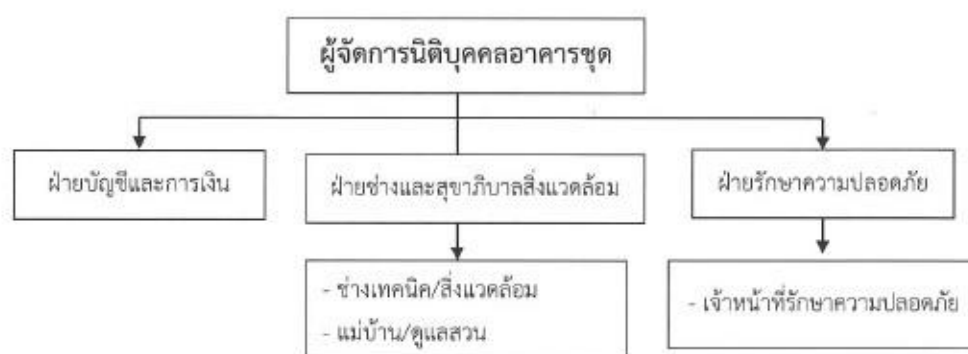 ผู้จัดการนิติบุคคลอาคารชุด
ฝ่ายบัญชีและการเงิน
ฝ่ายช่างและสุขาภิบาลสิ่งแวดล้อม
ฝ่ายรักษาความปลอดภัย
- ช่างเทคนิค/สิ่งแวดล้อม
- แม่บ้าน/ดูแลสวน
- เจ้าหน้าที่รักษาความปลอดภัย